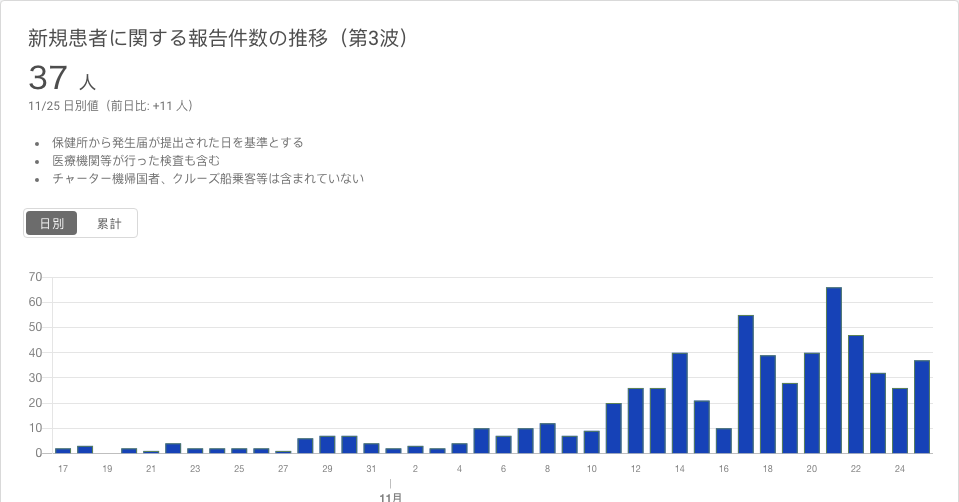 新規患者に関する報告件数の推移（第3波）
37 人
11/25 日別値（前日比: +11 人）
保健所から発生届が提出された日を基準とする
医療機関等が行った検査も含む
チャーター機帰国者、クルーズ船乗客等は含まれていない
日別 累計
70
60
50
40
30
20
10
0
17 19 21 23 25 27 29 31 2 4 6 8 10 12 14 16 18 20 22 24
11月